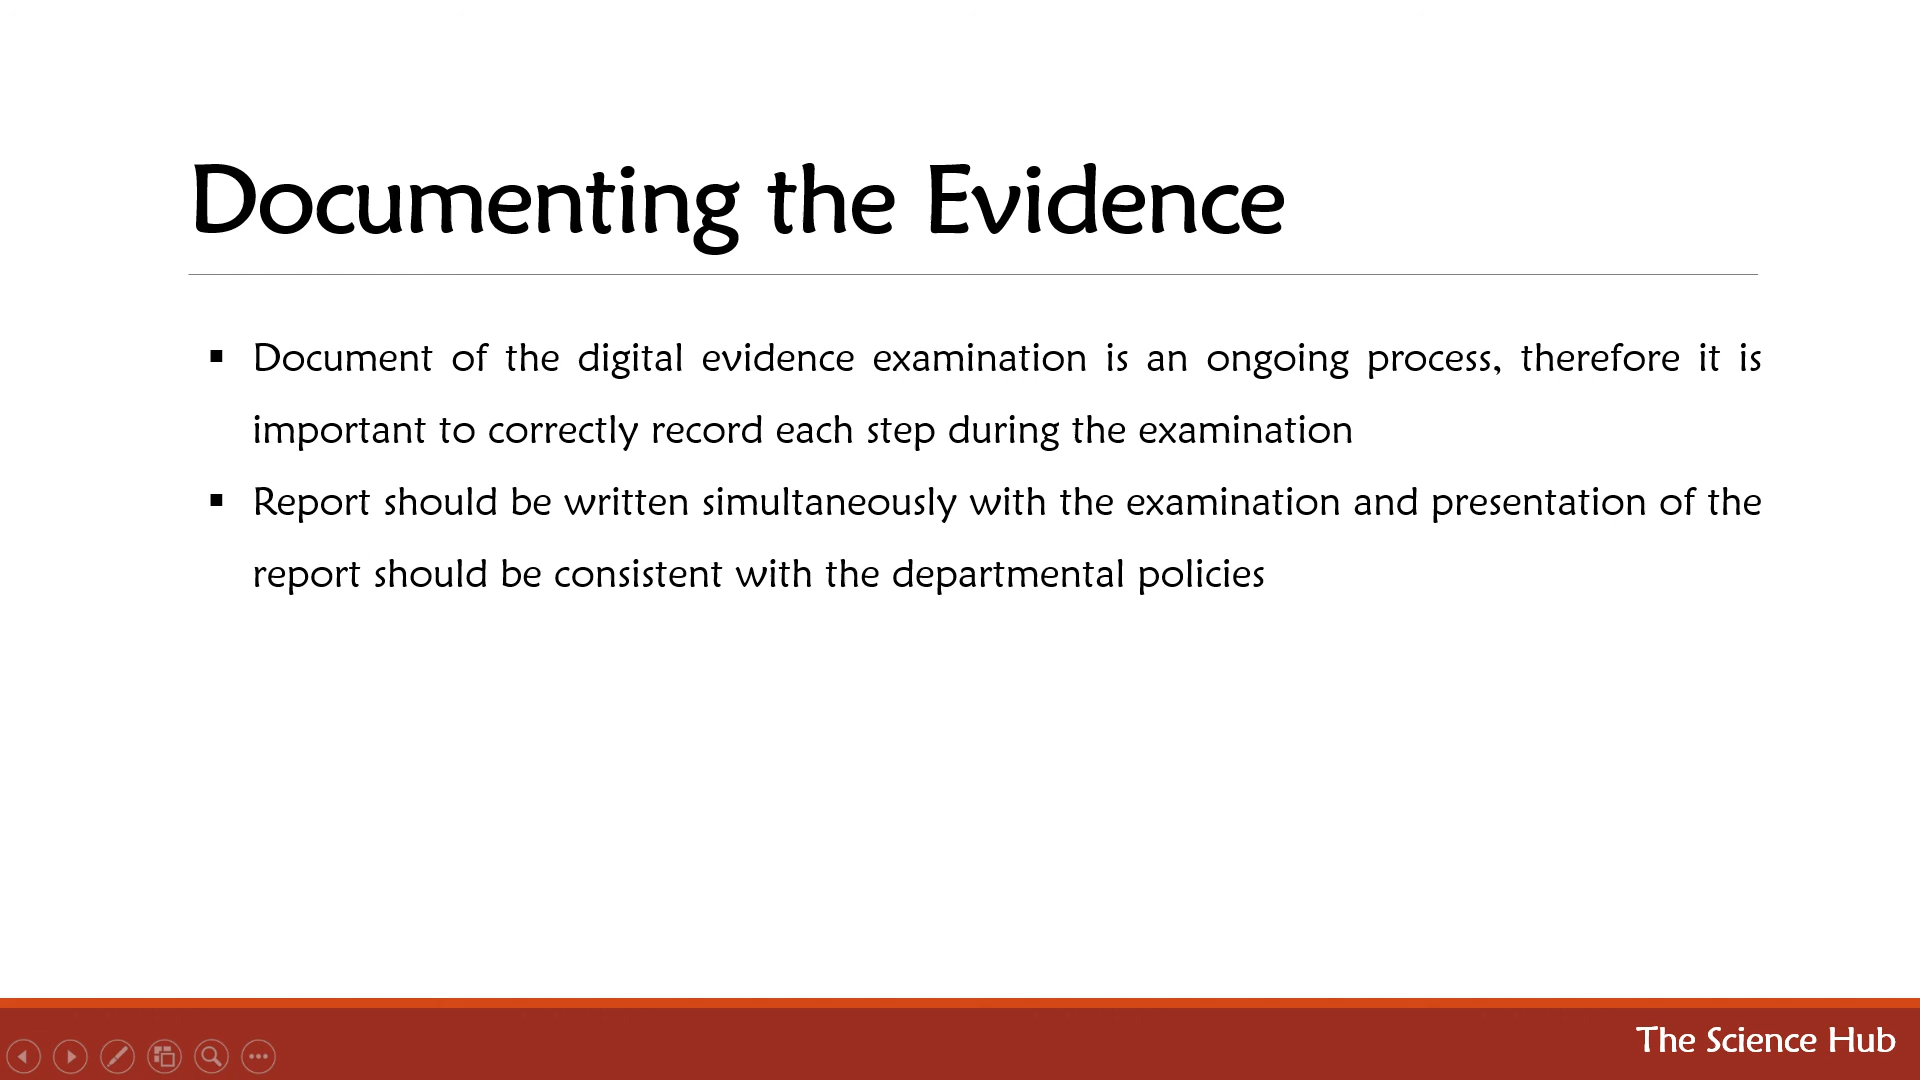 Documenting the Evidence
▪ Document of the digital evidence examination is an ongoing process, therefore it is
important to correctly record each step during the examination
▪ Report should be written simultaneously with the examination and presentation of the
report should be consistent with the departmental policies
The Science Hub